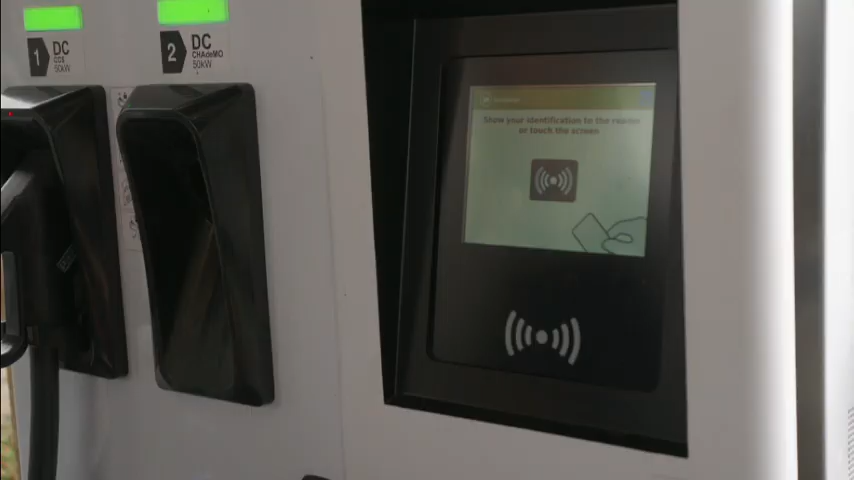 1
DC
CCS
50kW
2
DC
CHAdeMO
50kW
Show your identification to the reader
or touch the screen